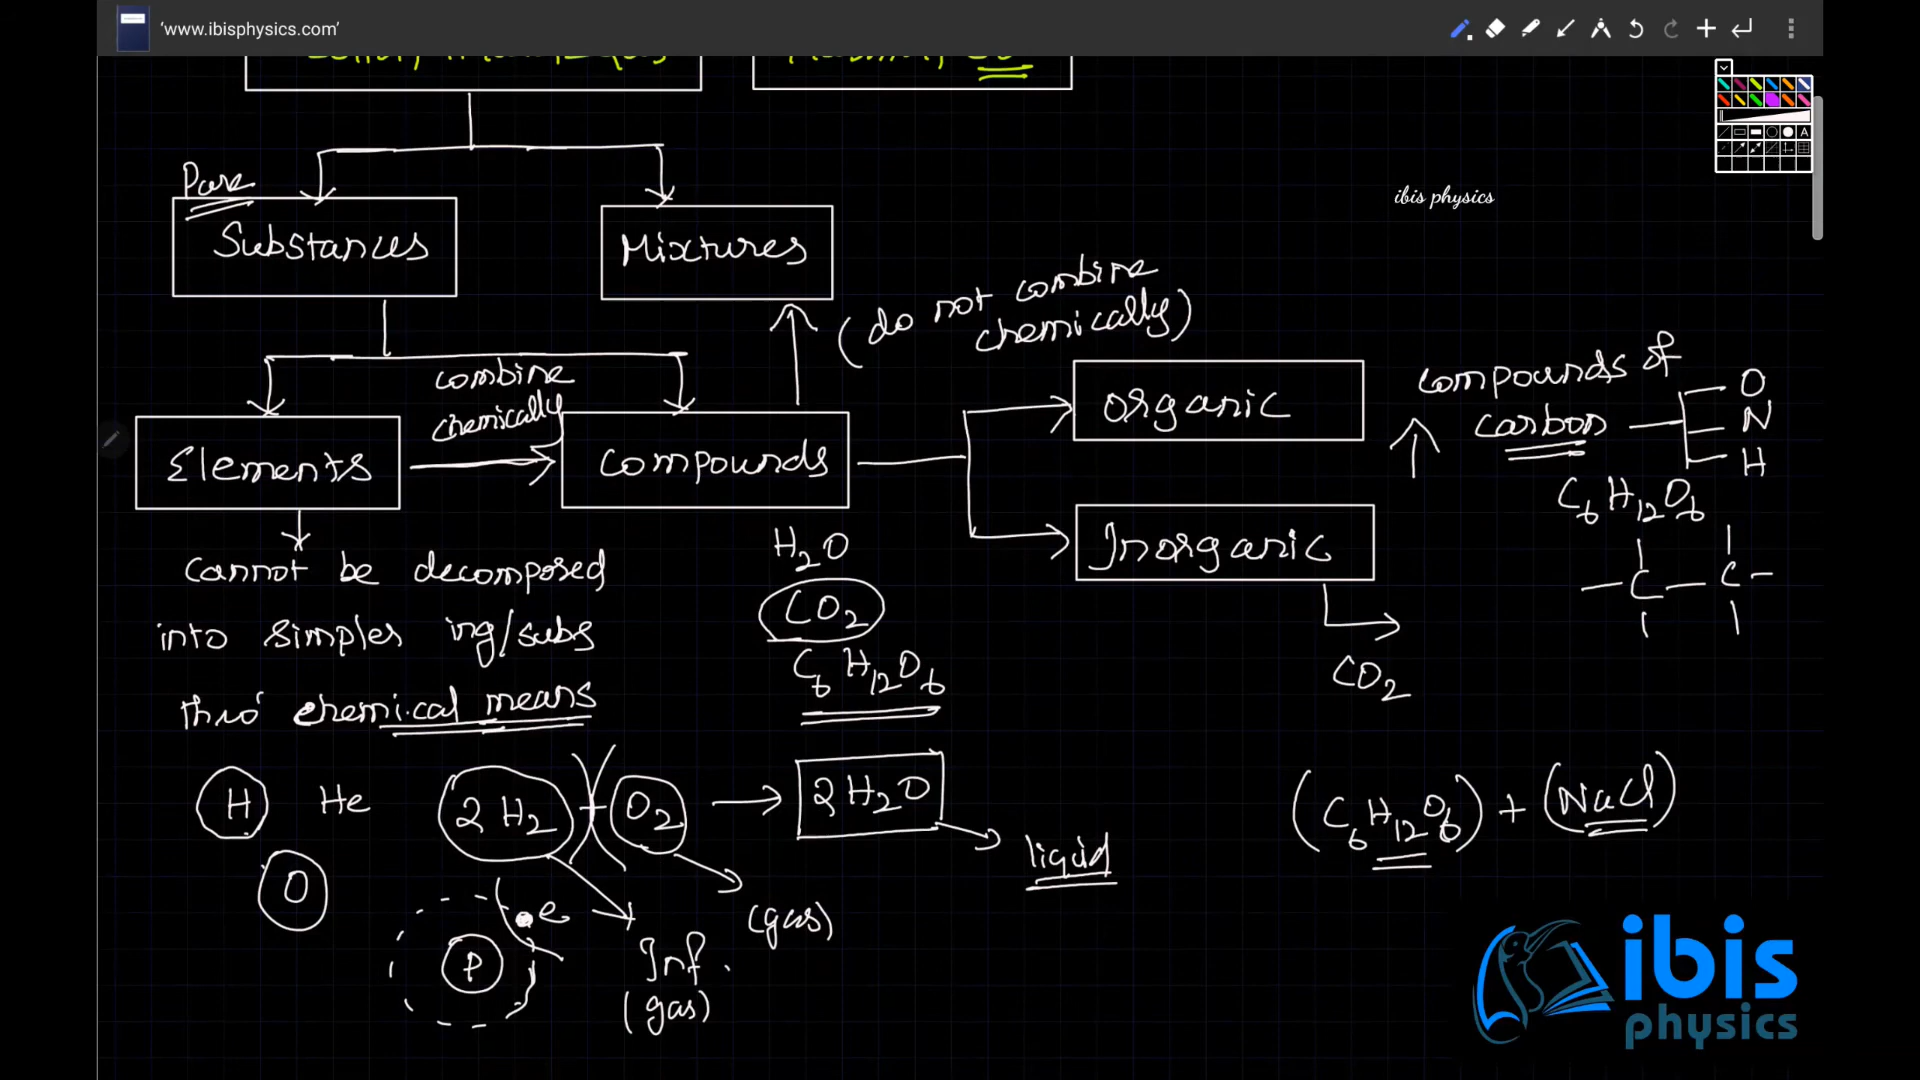 'www.ibisphysics.com'
ibis physics
Pure
Substances
Mixtures
(do not combine
chemically)
combine
chemically
Elements
Compounds
organic
Inorganic
compounds of
carbon
O
N
H
C6H12O6
C C
CO2
cannot be decomposed
into simpler ing/subs
thro' chemical means
H2O
CO2
C6H12O6
H He
O
2H2 + O2 → 2H2O
liquid
(gas)
e
P
Inf.
(gas)
(C6H12O6) + (NaCl)
ibis
physics